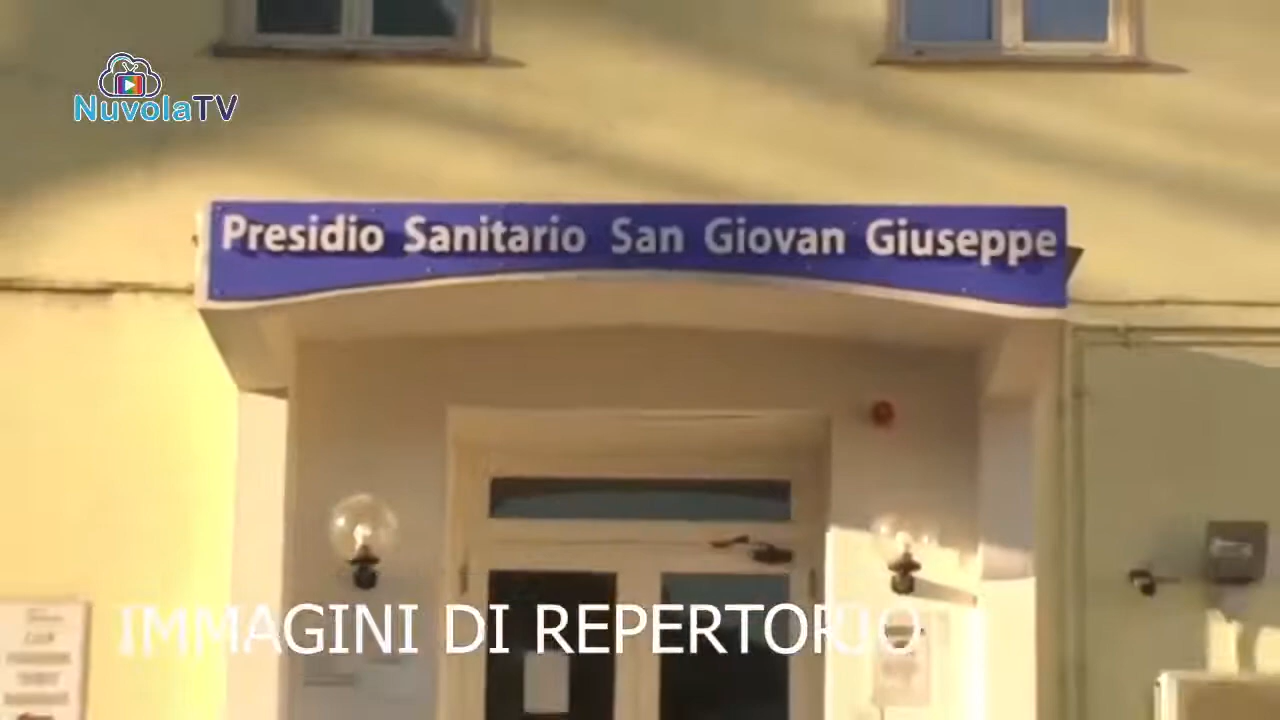 NuvolaTV
Presidio Sanitario San Giovan Giuseppe
IMMAGINI DI REPERTORIO